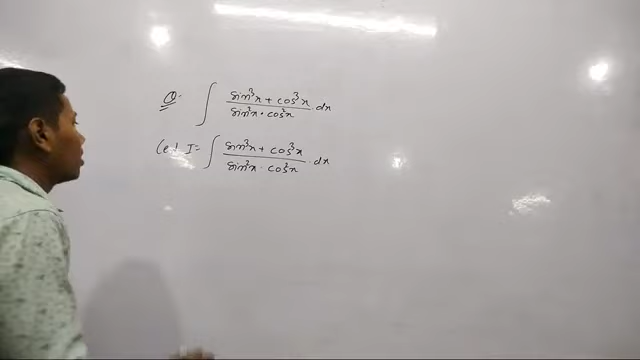 Q. ∫ sin³x + cos³x / sin²x · cos²x . dx
Let I = ∫ sin³x + cos³x / sin²x · cos²x . dx